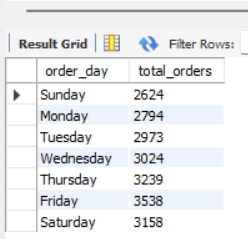 Result Grid Filter Rows:
order_day total_orders
Sunday 2624
Monday 2794
Tuesday 2973
Wednesday 3024
Thursday 3239
Friday 3538
Saturday 3158